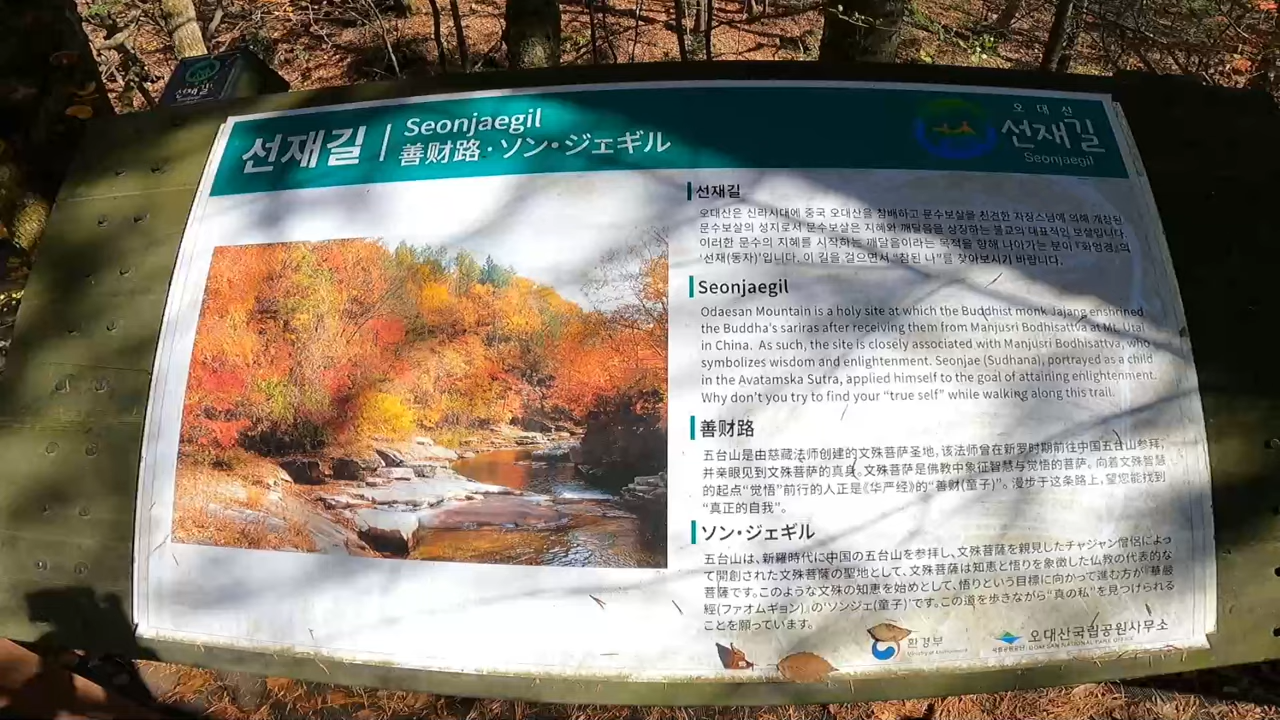 선재길
선재길
Seonjaegil
善财路·ソン・ジェギル
오대산
선재길
Seonjaegil
선재길
오대산은 신라시대에 중국 오대산을 참배하고 문수보살을 친견한 자장스님에 의해 개창된
문수보살의 성지로서 문수보살은 지혜와 깨달음을 상징하는 불교의 대표적인 보살입니다.
이러한 문수의 지혜를 시작하는 깨달음이라는 목적을 향해 나아가는 분이 『화엄경』의
'선재(동자)'입니다. 이 길을 걸으면서 “참된 나”를 찾아보시기 바랍니다.
Seonjaegil
Odaesan Mountain is a holy site at which the Buddhist monk Jajang enshrined
the Buddha's sariras after receiving them from Manjusri Bodhisattva at Mt. Utai
in China. As such, the site is closely associated with Manjusri Bodhisattva, who
symbolizes wisdom and enlightenment. Seonjae (Sudhana), portrayed as a child
in the Avatamska Sutra, applied himself to the goal of attaining enlightenment.
Why don't you try to find your “true self” while walking along this trail.
善财路
五台山是由慈藏法师创建的文殊菩萨圣地, 该法师曾在新罗时期前往中国五台山参拜,
并亲眼见到文殊菩萨的真身。文殊菩萨是佛教中象征智慧与觉悟的菩萨。向着文殊智慧
的起点“觉悟”前行的人正是《华严经》的“善财(童子)”。漫步于这条路上, 望您能找到
“真正的自我”。
ソン・ジェギル
五台山は、新羅時代に中国の五台山を参拝し、文殊菩薩を親見したチャジャン僧侶によっ
て開創された文殊菩薩の聖地として、文殊菩薩は知恵と悟りを象徴した仏教の代表的な
菩薩です。このような文殊の知恵を始めとして、悟りという目標に向かって進む方が『華厳
經(ファオムギョン)』の'ソンジェ(童子)'です。この道を歩きながら“真の私”を見つけられる
ことを願っています。
환경부
Ministry of Environment
국립공원공단
오대산국립공원사무소
ODAESAN NATIONAL PARK OFFICE